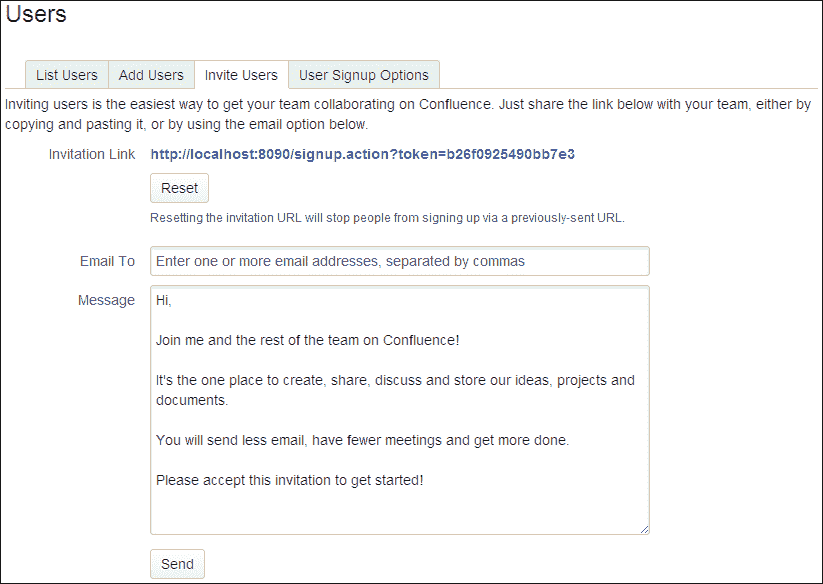 Users
List Users
Add Users
Invite Users
User Signup Options
Inviting users is the easiest way to get your team collaborating on Confluence. Just share the link below with your team, either by
copying and pasting it, or by using the email option below.
Invitation Link http://localhost:8090/signup.action?token=b26f0925490bb7e3
Reset
Resetting the invitation URL will stop people from signing up via a previously-sent URL.
Email To Enter one or more email addresses, separated by commas
Message Hi,
Join me and the rest of the team on Confluence!
It's the one place to create, share, discuss and store our ideas, projects and
documents.
You will send less email, have fewer meetings and get more done.
Please accept this invitation to get started!
Send